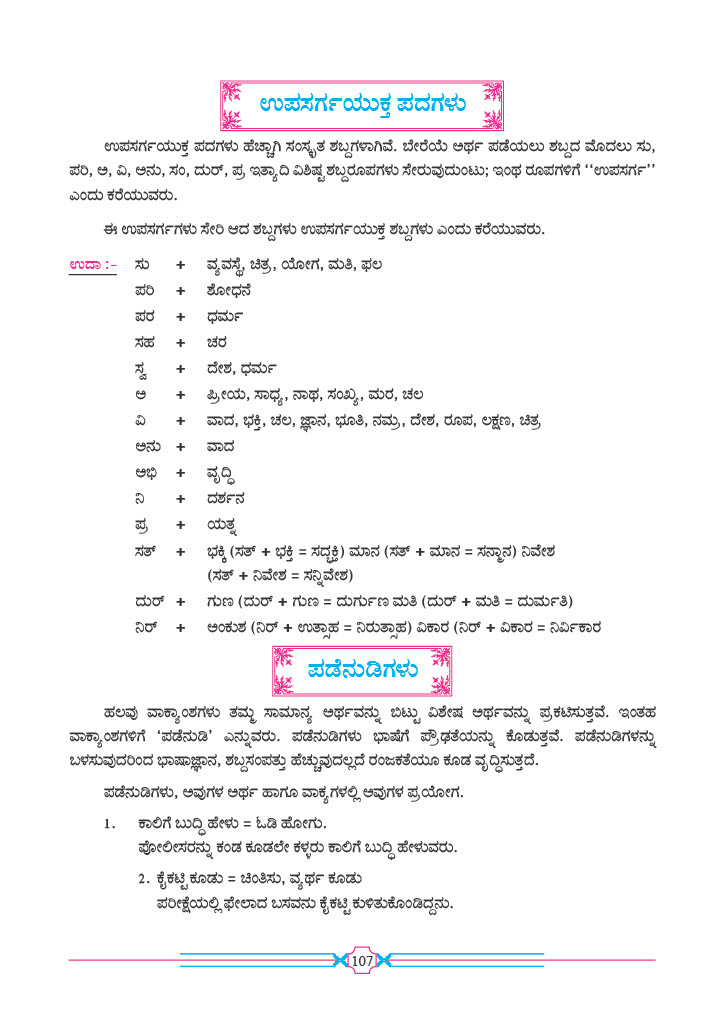 ಉಪಸರ್ಗಯುಕ್ತ ಪದಗಳು
ಉಪಸರ್ಗಯುಕ್ತ ಪದಗಳು ಹೆಚ್ಚಾಗಿ ಸಂಸ್ಕೃತ ಶಬ್ದಗಳಾಗಿವೆ. ಬೇರೆಯೆ ಅರ್ಥ ಪಡೆಯಲು ಶಬ್ದದ ಮೊದಲು ಸು,
ಪರಿ, ಅ, ವಿ, ಅನು, ಸಂ, ದುರ್, ಪ್ರ ಇತ್ಯಾದಿ ವಿಶಿಷ್ಟ ಶಬ್ದರೂಪಗಳು ಸೇರುವುದುಂಟು; ಇಂಥ ರೂಪಗಳಿಗೆ ‘‘ಉಪಸರ್ಗ’’
ಎಂದು ಕರೆಯುವರು.
ಈ ಉಪಸರ್ಗಗಳು ಸೇರಿ ಆದ ಶಬ್ದಗಳು ಉಪಸರ್ಗಯುಕ್ತ ಶಬ್ದಗಳು ಎಂದು ಕರೆಯುವರು.
ಉದಾ :– ಸು + ವ್ಯವಸ್ಥೆ, ಚಿತ್ರ, ಯೋಗ, ಮತಿ, ಫಲ
ಪರಿ + ಶೋಧನೆ
ಪರ + ಧರ್ಮ
ಸಹ + ಚರ
ಸ್ವ + ದೇಶ, ಧರ್ಮ
ಅ + ಪ್ರೀಯ, ಸಾಧ್ಯ, ನಾಥ, ಸಂಖ್ಯ, ಮರ, ಚಲ
ವಿ + ವಾದ, ಭಕ್ತಿ, ಚಲ, ಜ್ಞಾನ, ಭೂತಿ, ನಮ್ರ, ದೇಶ, ರೂಪ, ಲಕ್ಷಣ, ಚಿತ್ರ
ಅನು + ವಾದ
ಅಭಿ + ವೃದ್ಧಿ
ನಿ + ದರ್ಶನ
ಪ್ರ + ಯತ್ನ
ಸತ್ + ಭಕ್ಕಿ (ಸತ್ + ಭಕ್ತಿ = ಸದ್ಭಕ್ತಿ) ಮಾನ (ಸತ್ + ಮಾನ = ಸನ್ಮಾನ) ನಿವೇಶ
(ಸತ್ + ನಿವೇಶ = ಸನ್ನಿವೇಶ)
ದುರ್ + ಗುಣ (ದುರ್ + ಗುಣ = ದುರ್ಗುಣ ಮತಿ (ದುರ್ + ಮತಿ = ದುರ್ಮತಿ)
ನಿರ್ + ಅಂಕುಶ (ನಿರ್ + ಉತ್ಸಾಹ = ನಿರುತ್ಸಾಹ) ವಿಕಾರ (ನಿರ್ + ವಿಕಾರ = ನಿರ್ವಿಕಾರ
ಪಡೆನುಡಿಗಳು
ಹಲವು ವಾಕ್ಯಾಂಶಗಳು ತಮ್ಮ ಸಾಮಾನ್ಯ ಅರ್ಥವನ್ನು ಬಿಟ್ಟು ವಿಶೇಷ ಅರ್ಥವನ್ನು ಪ್ರಕಟಿಸುತ್ತವೆ. ಇಂತಹ
ವಾಕ್ಯಾಂಶಗಳಿಗೆ ‘ಪಡೆನುಡಿ’ ಎನ್ನುವರು. ಪಡೆನುಡಿಗಳು ಭಾಷೆಗೆ ಪ್ರೌಢತೆಯನ್ನು ಕೊಡುತ್ತವೆ. ಪಡೆನುಡಿಗಳನ್ನು
ಬಳಸುವುದರಿಂದ ಭಾಷಾಜ್ಞಾನ, ಶಬ್ದಸಂಪತ್ತು ಹೆಚ್ಚುವುದಲ್ಲದೆ ರಂಜಕತೆಯೂ ಕೂಡ ವೃದ್ಧಿಸುತ್ತದೆ.
ಪಡೆನುಡಿಗಳು, ಅವುಗಳ ಅರ್ಥ ಹಾಗೂ ವಾಕ್ಯಗಳಲ್ಲಿ ಅವುಗಳ ಪ್ರಯೋಗ.
1. ಕಾಲಿಗೆ ಬುದ್ಧಿ ಹೇಳು = ಓಡಿ ಹೋಗು.
ಪೋಲೀಸರನ್ನು ಕಂಡ ಕೂಡಲೇ ಕಳ್ಳರು ಕಾಲಿಗೆ ಬುದ್ಧಿ ಹೇಳುವರು.
2. ಕೈಕಟ್ಟಿ ಕೂಡು = ಚಿಂತಿಸು, ವ್ಯರ್ಥ ಕೂಡು
ಪರೀಕ್ಷೆಯಲ್ಲಿ ಫೇಲಾದ ಬಸವನು ಕೈಕಟ್ಟಿ ಕುಳಿತುಕೊಂಡಿದ್ದನು.
107